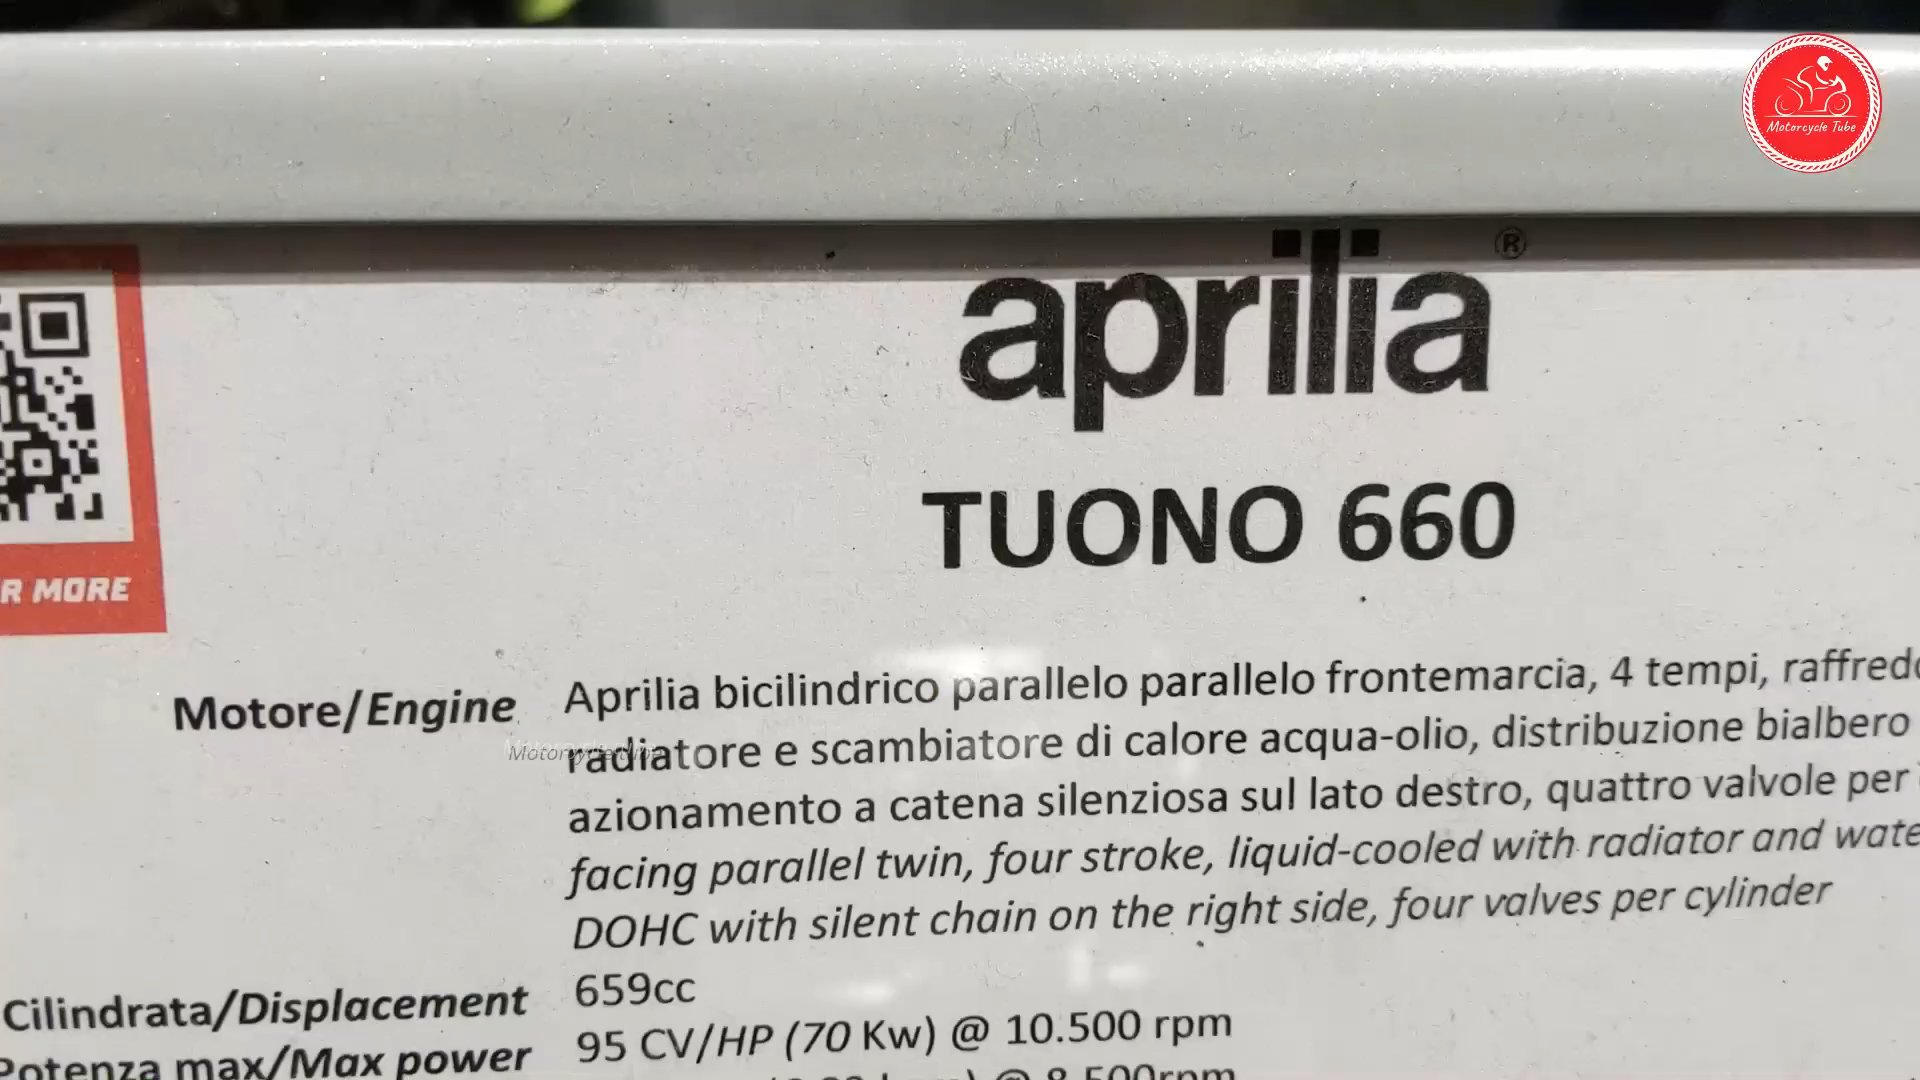 Motorcycle Tube
aprilia ®
TUONO 660
R MORE
Motore/Engine Aprilia bicilindrico parallelo parallelo frontemarcia, 4 tempi,
radiatore e scambiatore di calore acqua-olio, distribuzione bialbero
azionamento a catena silenziosa sul lato destro, quattro valvole per
facing parallel twin, four stroke, liquid-cooled with radiator and
DOHC with silent chain on the right side, four valves per cylinder
Cilindrata/Displacement 659cc
Potenza max/Max power 95 CV/HP (70 Kw) @ 10.500 rpm
@ 8.500rpm